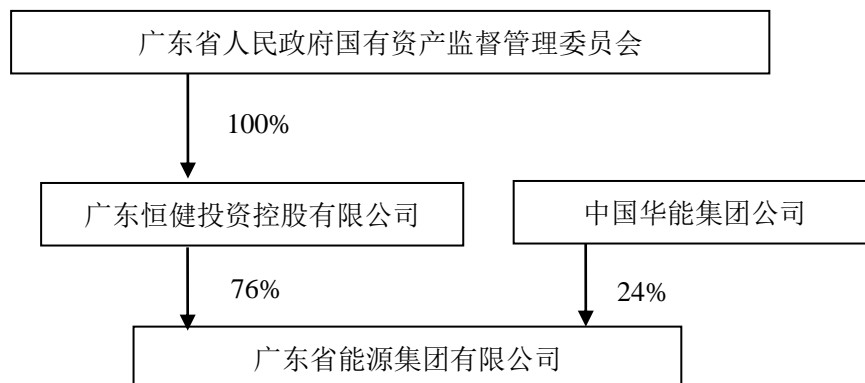 广东省人民政府国有资产监督管理委员会
100%
广东恒健投资控股有限公司
中国华能集团公司
76%
24%
广东省能源集团有限公司